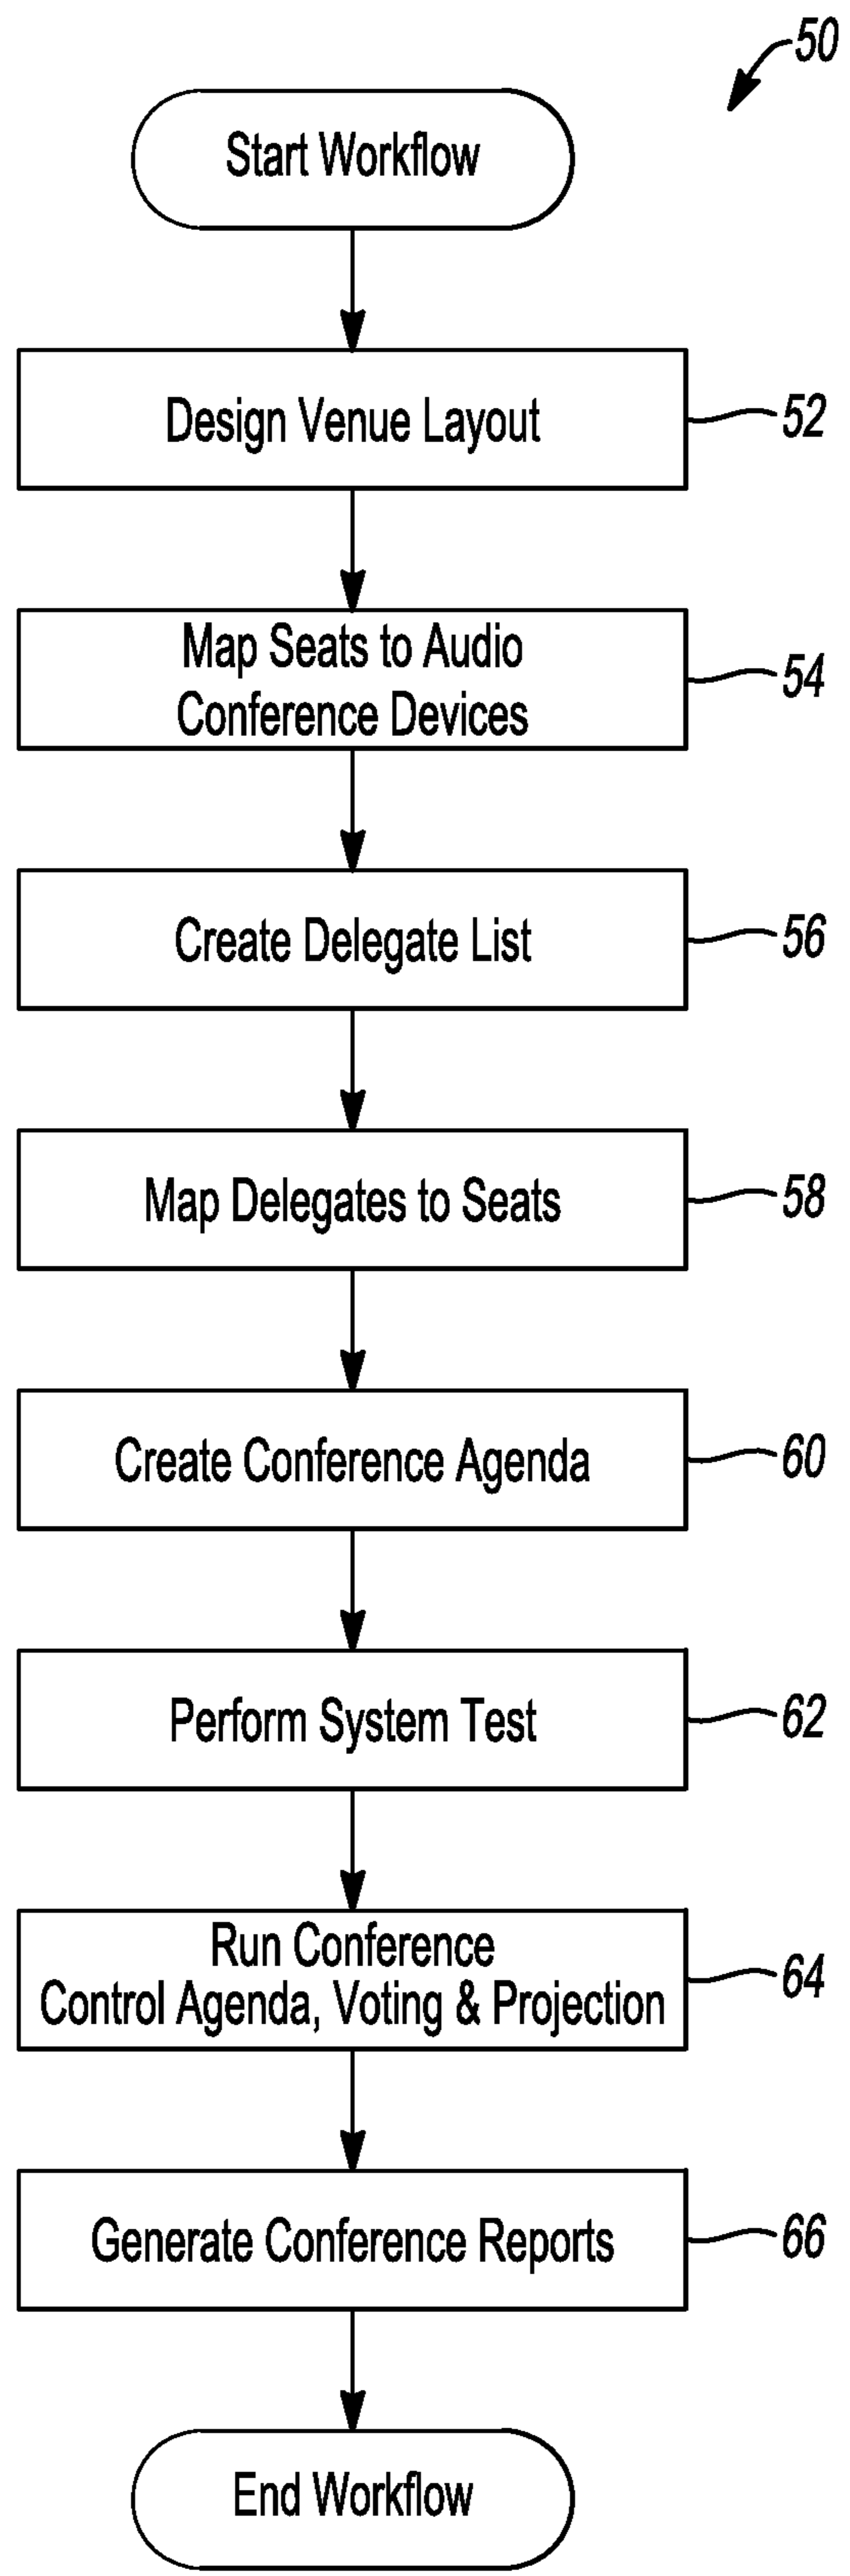 50
Start Workflow
Design Venue Layout
52
Map Seats to Audio
Conference Devices
54
Create Delegate List
56
Map Delegates to Seats
58
Create Conference Agenda
60
Perform System Test
62
Run Conference
Control Agenda, Voting & Projection
64
Generate Conference Reports
66
End Workflow